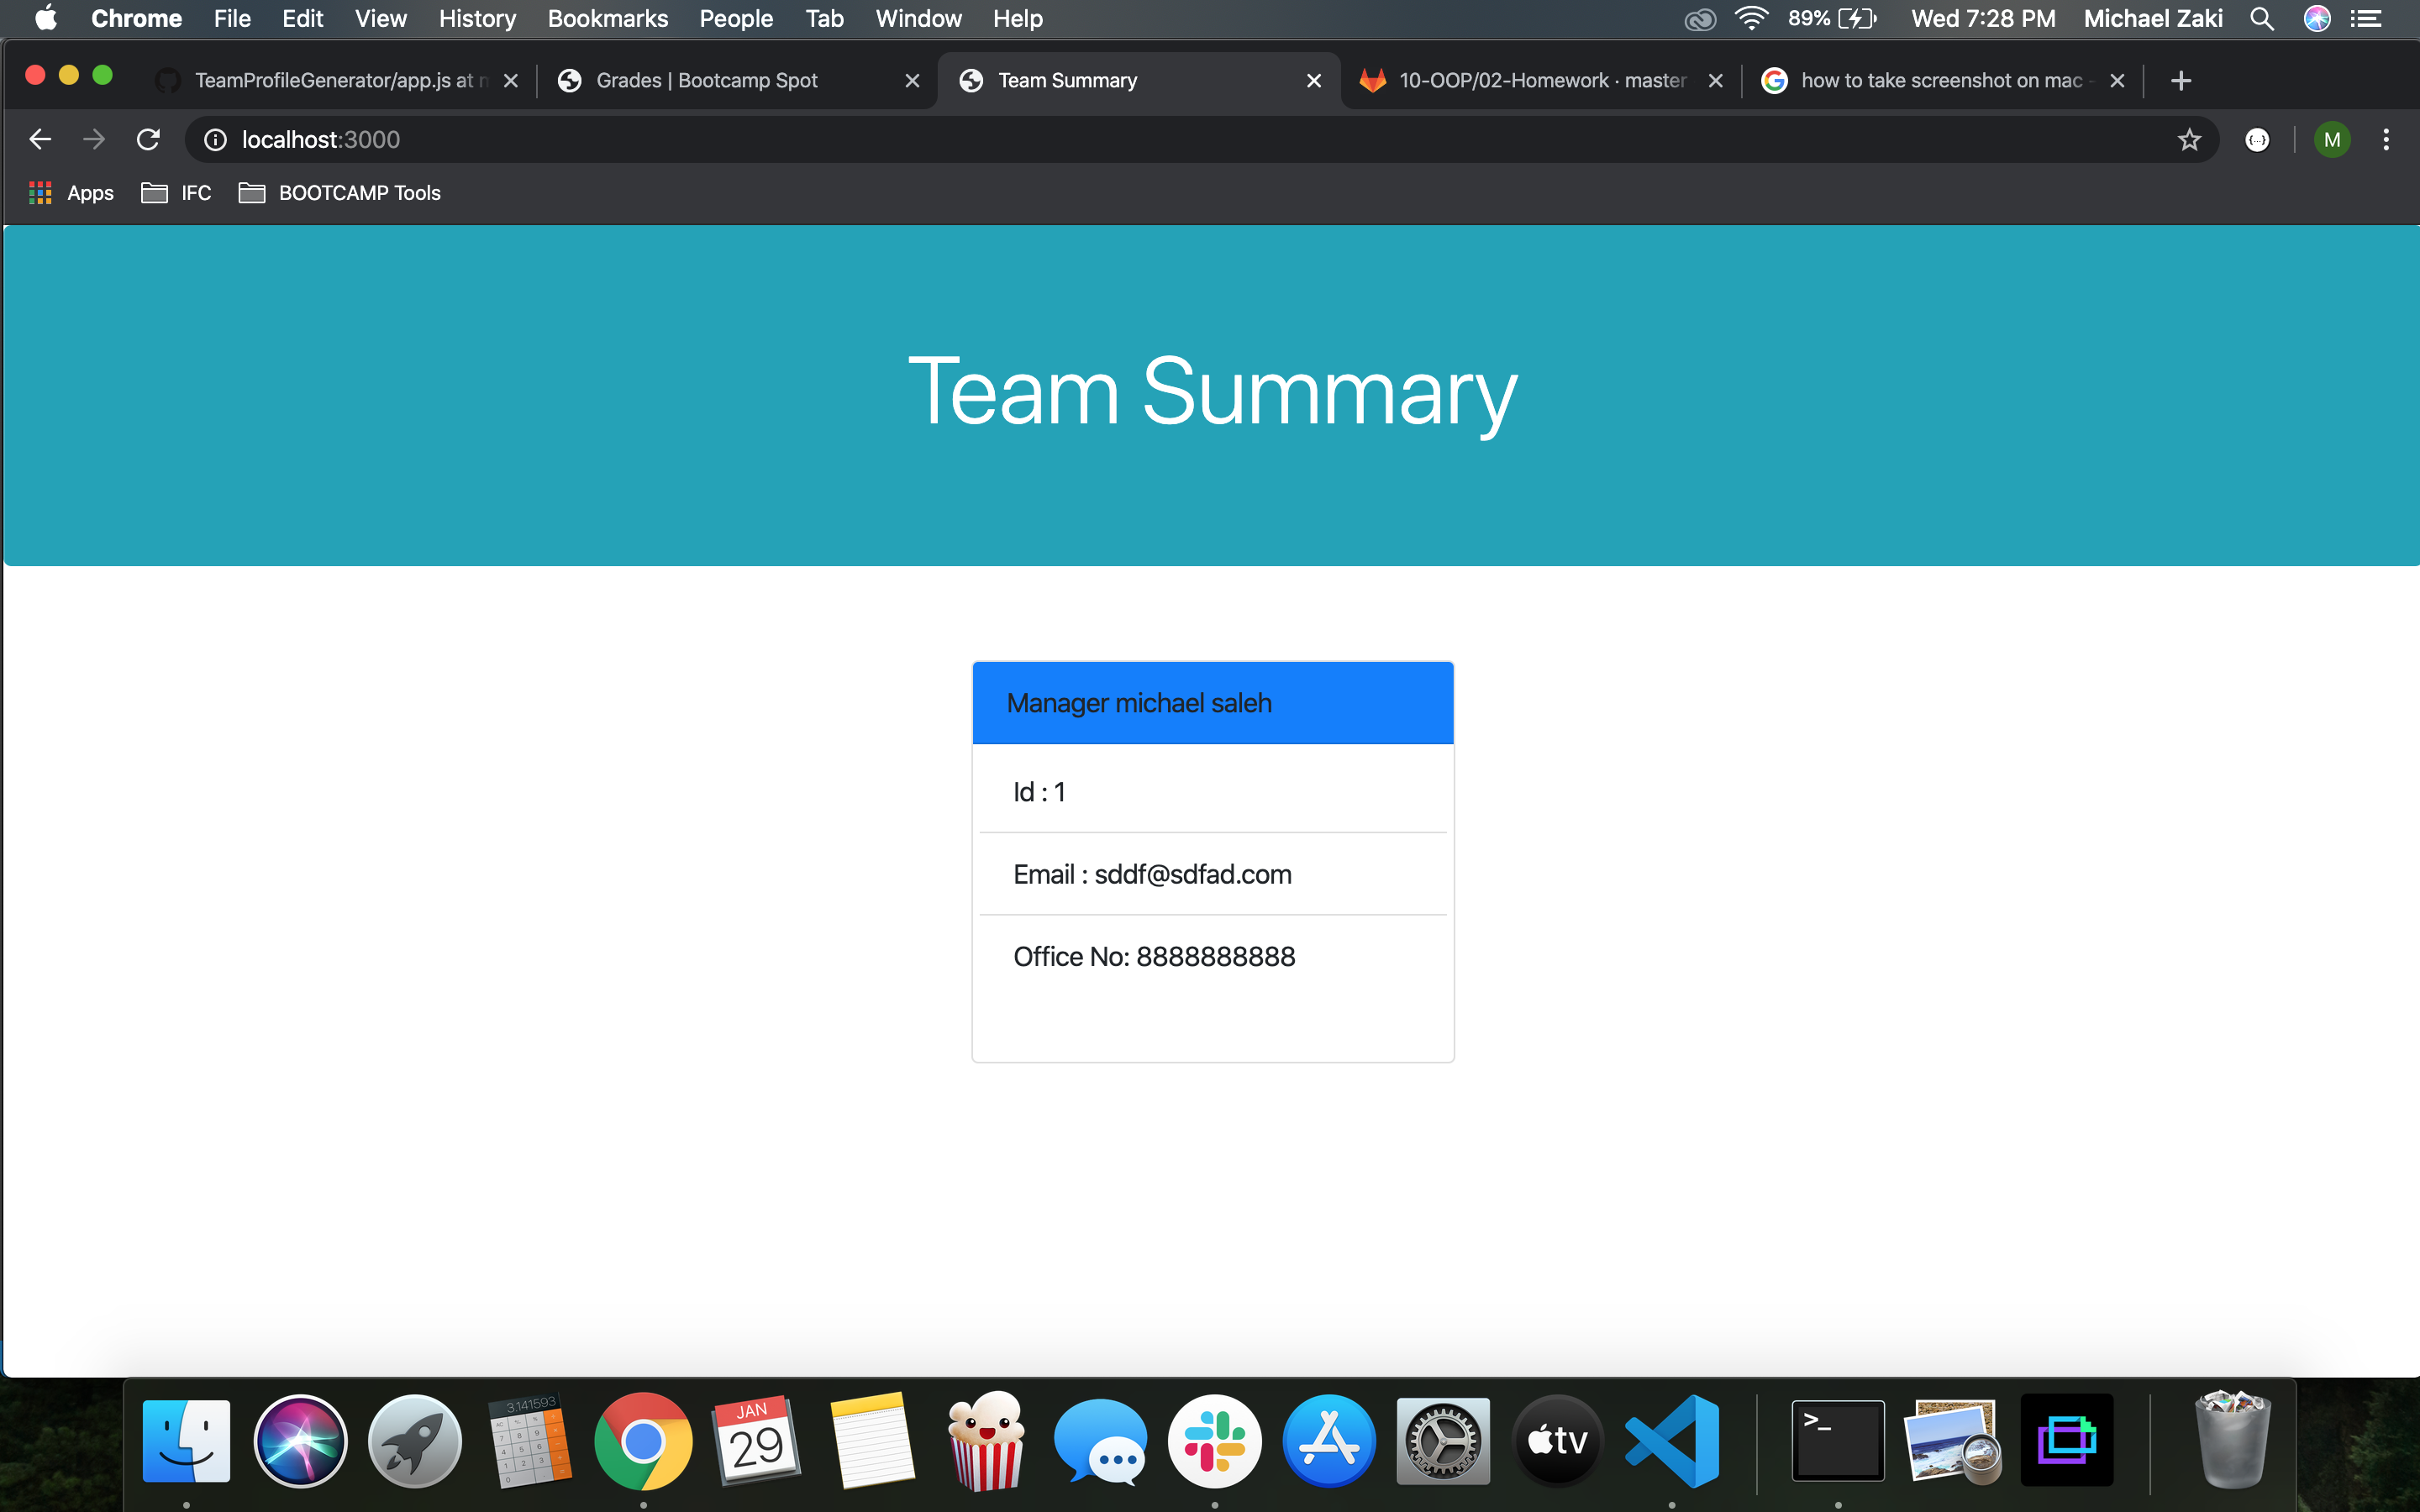 Chrome File Edit View History Bookmarks People Tab Window Help 89% Wed 7:28 PM Michael Zaki
TeamProfileGenerator/app.js at m Grades | Bootcamp Spot Team Summary 10-OOP/02-Homework · master how to take screenshot on mac -
localhost:3000 M
Apps IFC BOOTCAMP Tools
Team Summary
Manager michael saleh
Id : 1
Email : sddf@sdfad.com
Office No: 8888888888
3.141593
JAN
29
tv
>_